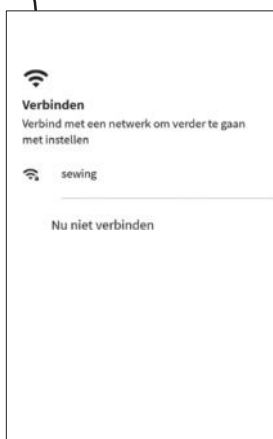 Verbinden
Verbind met een netwerk om verder te gaan
met instellen
sewing
Nu niet verbinden